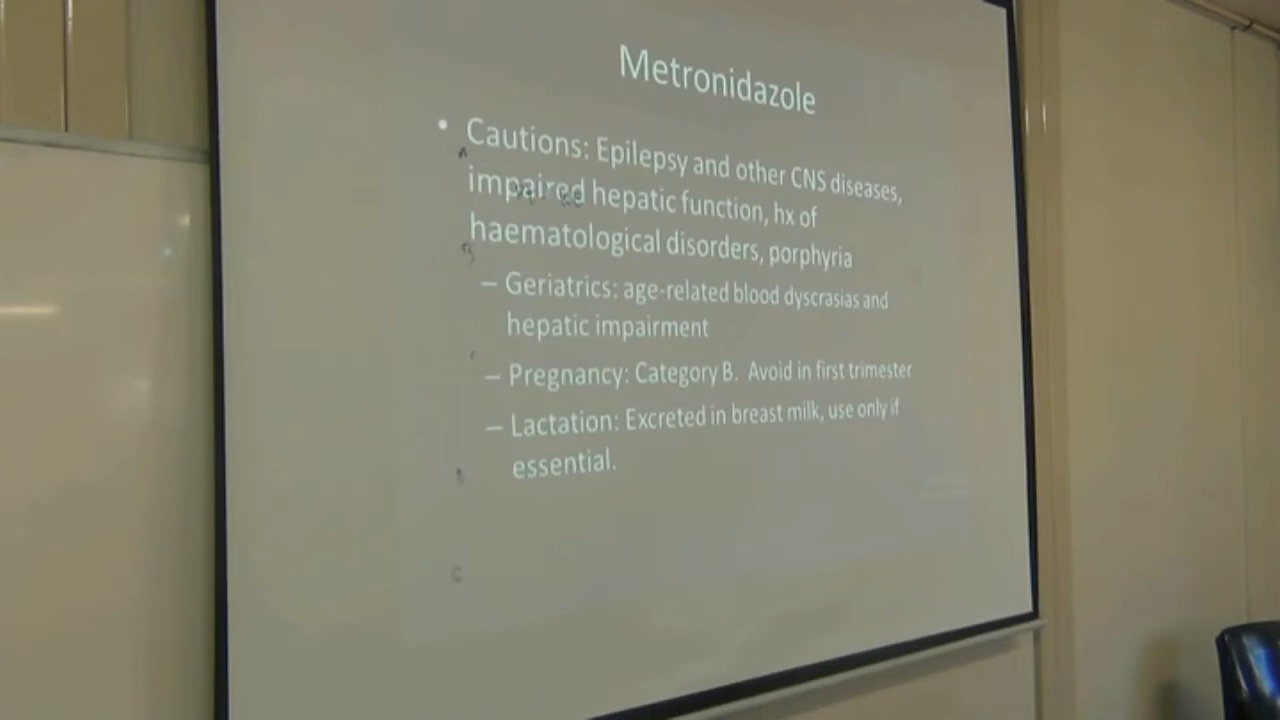 Metronidazole
• Cautions: Epilepsy and other CNS diseases,
impaired hepatic function, hx of
haematological disorders, porphyria
– Geriatrics: age-related blood dyscrasias and
hepatic impairment
– Pregnancy: Category B. Avoid in first trimester
– Lactation: Excreted in breast milk, use only if
essential.